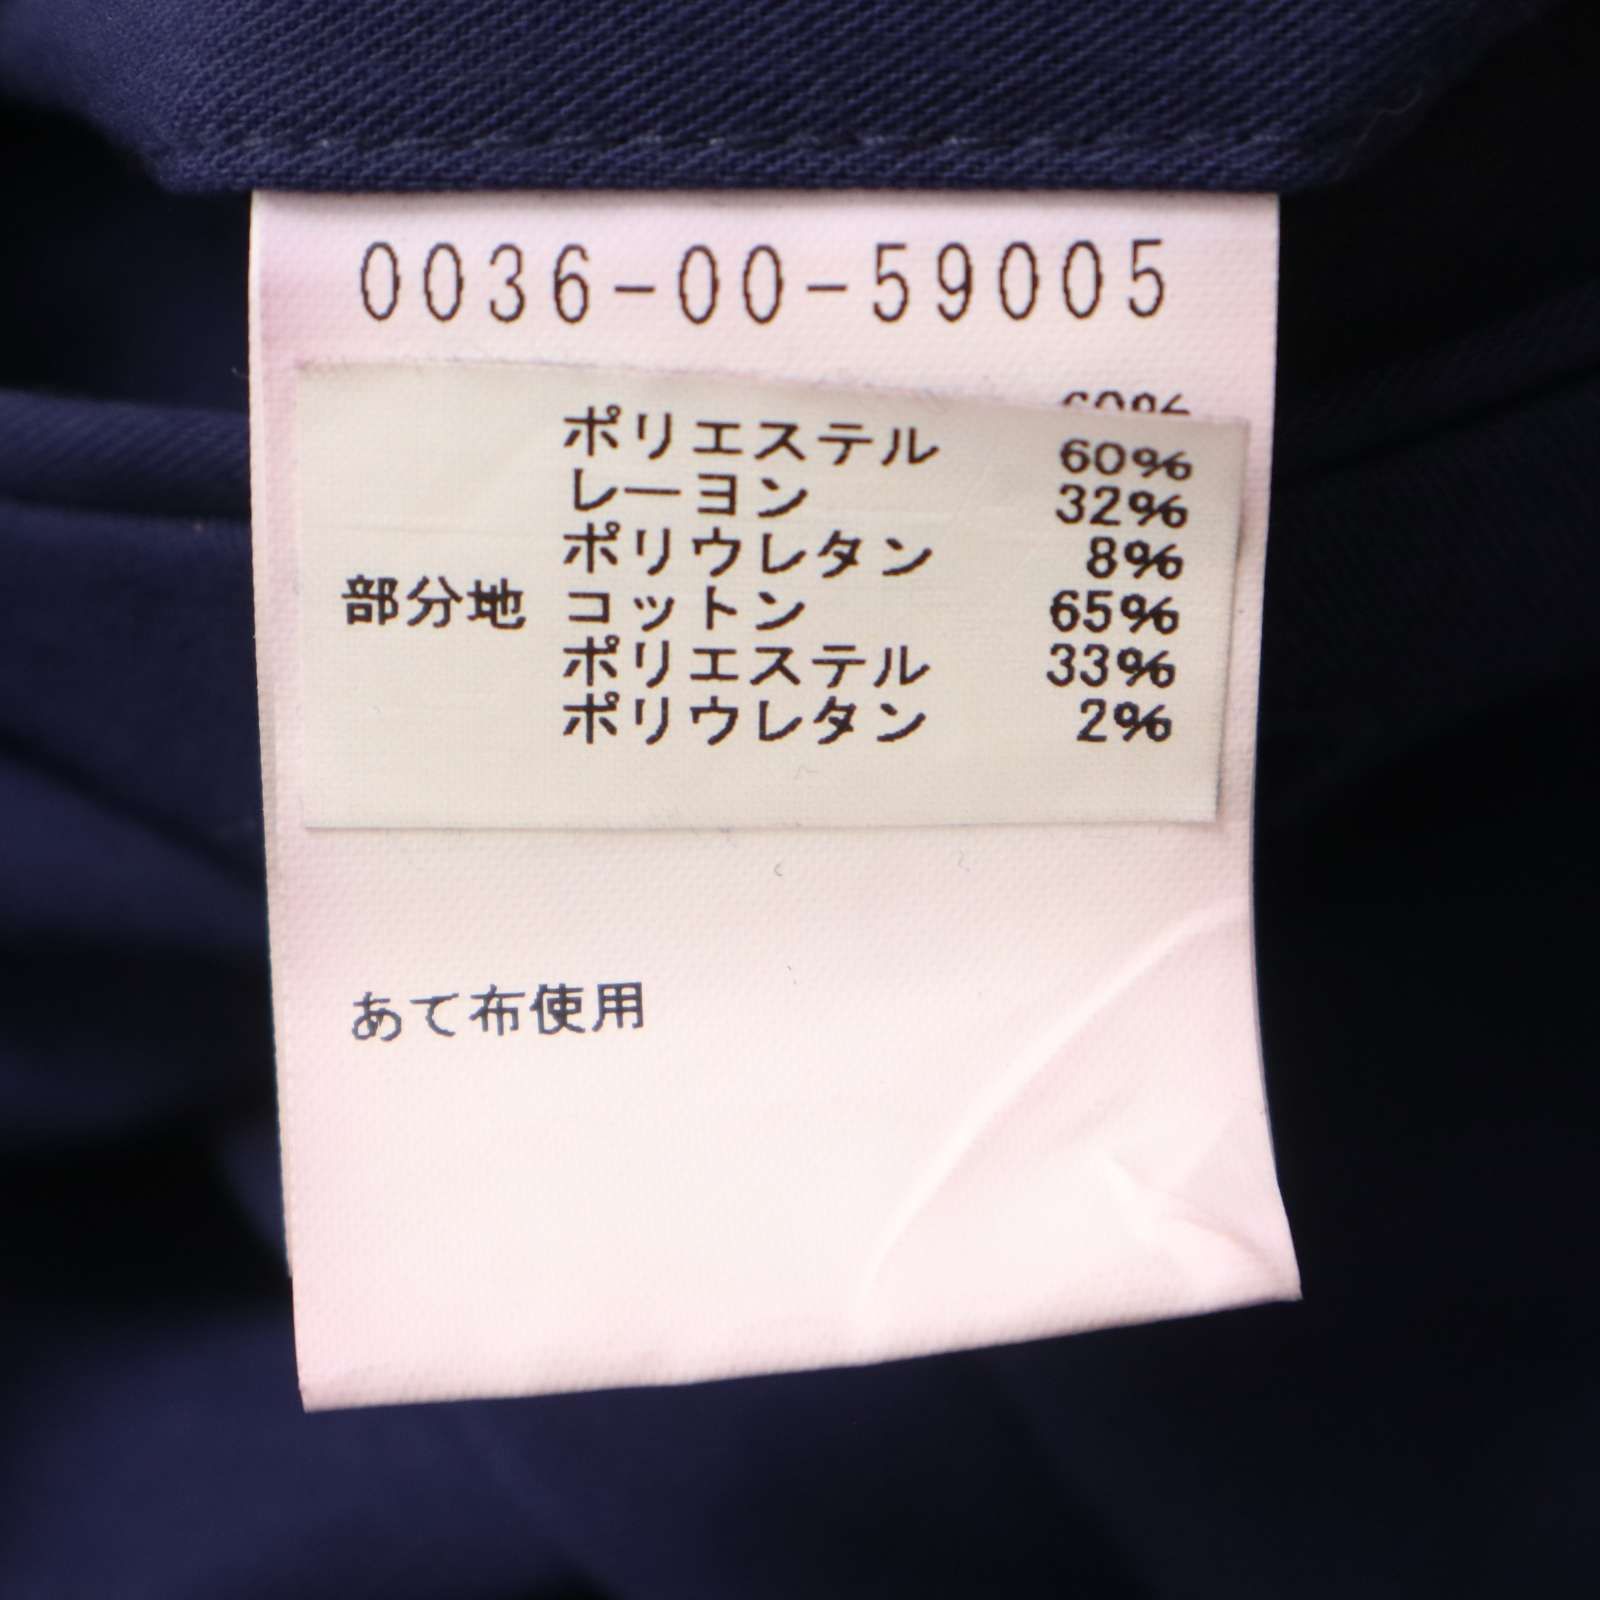 0036-00-59005
60%
ポリエステル 60%
レーヨン 32%
ポリウレタン 8%
部分地 コットン 65%
ポリエステル 33%
ポリウレタン 2%
あて布使用